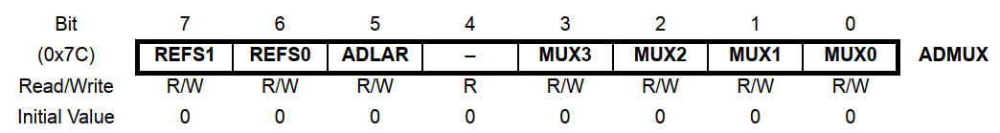 Bit 7 6 5 4 3 2 1 0
(0x7C) REFS1 REFS0 ADLAR – MUX3 MUX2 MUX1 MUX0 ADMUX
Read/Write R/W R/W R/W R R/W R/W R/W R/W
Initial Value 0 0 0 0 0 0 0 0